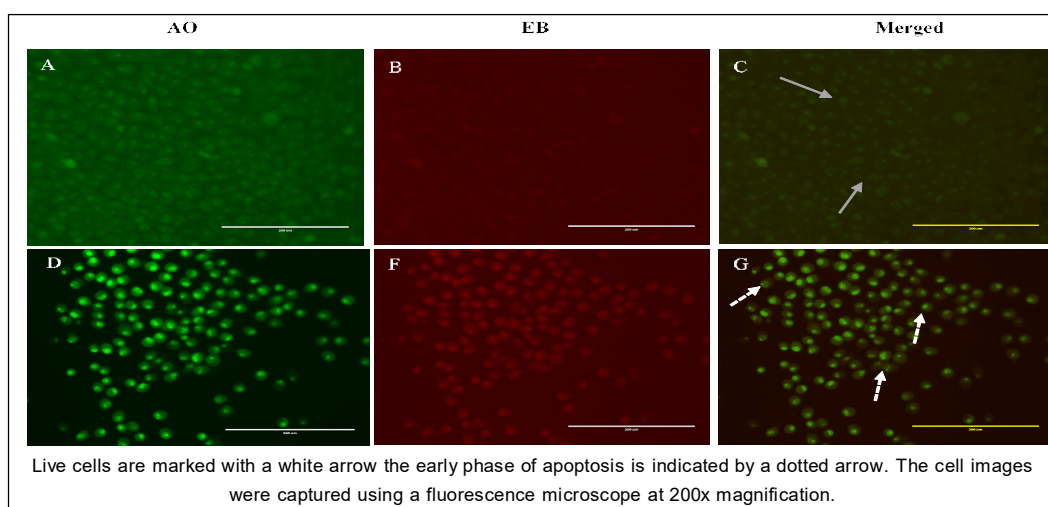 AO EB Merged
A B C
D F G
Live cells are marked with a white arrow the early phase of apoptosis is indicated by a dotted arrow. The cell images
were captured using a fluorescence microscope at 200x magnification.